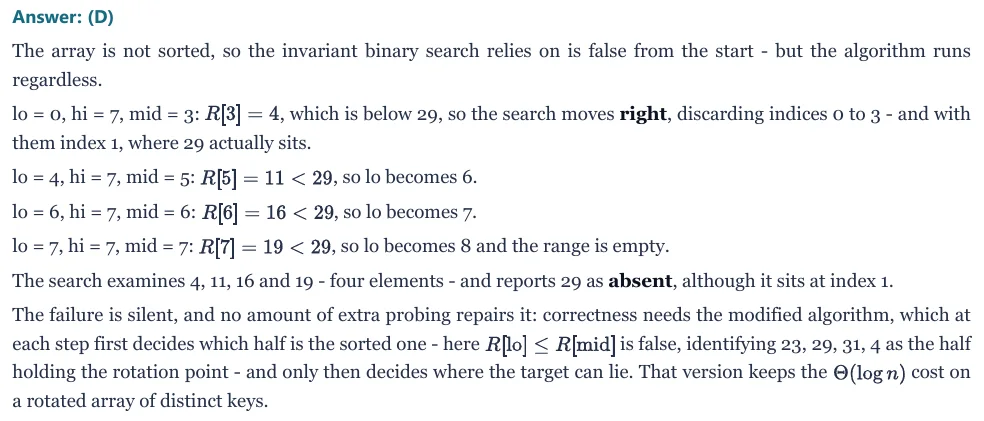 Answer: (D)
The array is not sorted, so the invariant binary search relies on is false from the start - but the algorithm runs
regardless.
lo = 0, hi = 7, mid = 3: R[3] = 4, which is below 29, so the search moves right, discarding indices 0 to 3 - and with
them index 1, where 29 actually sits.
lo = 4, hi = 7, mid = 5: R[5] = 11 < 29, so lo becomes 6.
lo = 6, hi = 7, mid = 6: R[6] = 16 < 29, so lo becomes 7.
lo = 7, hi = 7, mid = 7: R[7] = 19 < 29, so lo becomes 8 and the range is empty.
The search examines 4, 11, 16 and 19 - four elements - and reports 29 as absent, although it sits at index 1.
The failure is silent, and no amount of extra probing repairs it: correctness needs the modified algorithm, which at
each step first decides which half is the sorted one - here R[lo] ≤ R[mid] is false, identifying 23, 29, 31, 4 as the half
holding the rotation point - and only then decides where the target can lie. That version keeps the Θ(log n) cost on
a rotated array of distinct keys.